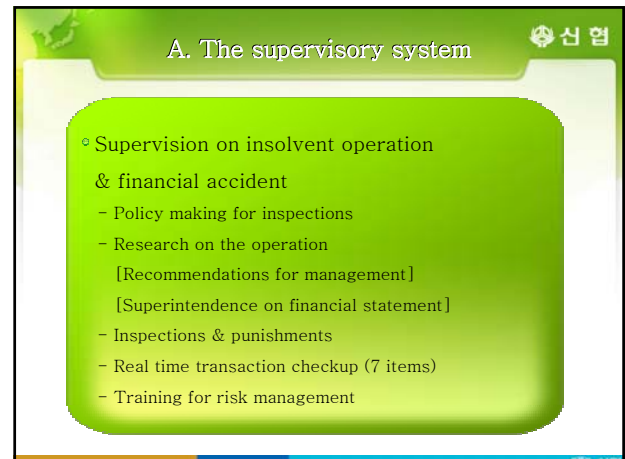 A. The supervisory system
신협
Supervision on insolvent operation
& financial accident
- Policy making for inspections
- Research on the operation
[Recommendations for management]
[Superintendence on financial statement]
- Inspections & punishments
- Real time transaction checkup (7 items)
- Training for risk management